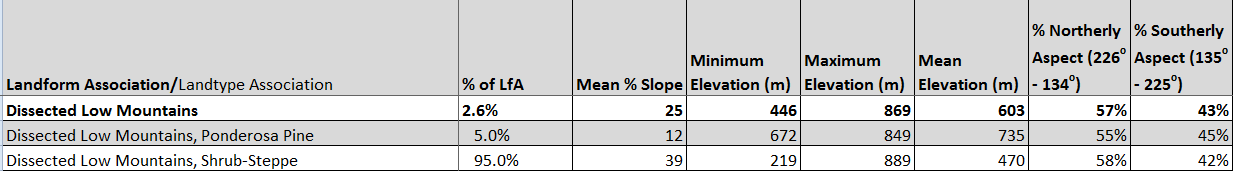 Landform Association/Landtype Association % of LfA Mean % Slope Minimum Elevation (m) Maximum Elevation (m) Mean Elevation (m) % Northerly Aspect (226° - 134°) % Southerly Aspect (135° - 225°)
Dissected Low Mountains 2.6% 25 446 869 603 57% 43%
Dissected Low Mountains, Ponderosa Pine 5.0% 12 672 849 735 55% 45%
Dissected Low Mountains, Shrub-Steppe 95.0% 39 219 889 470 58% 42%